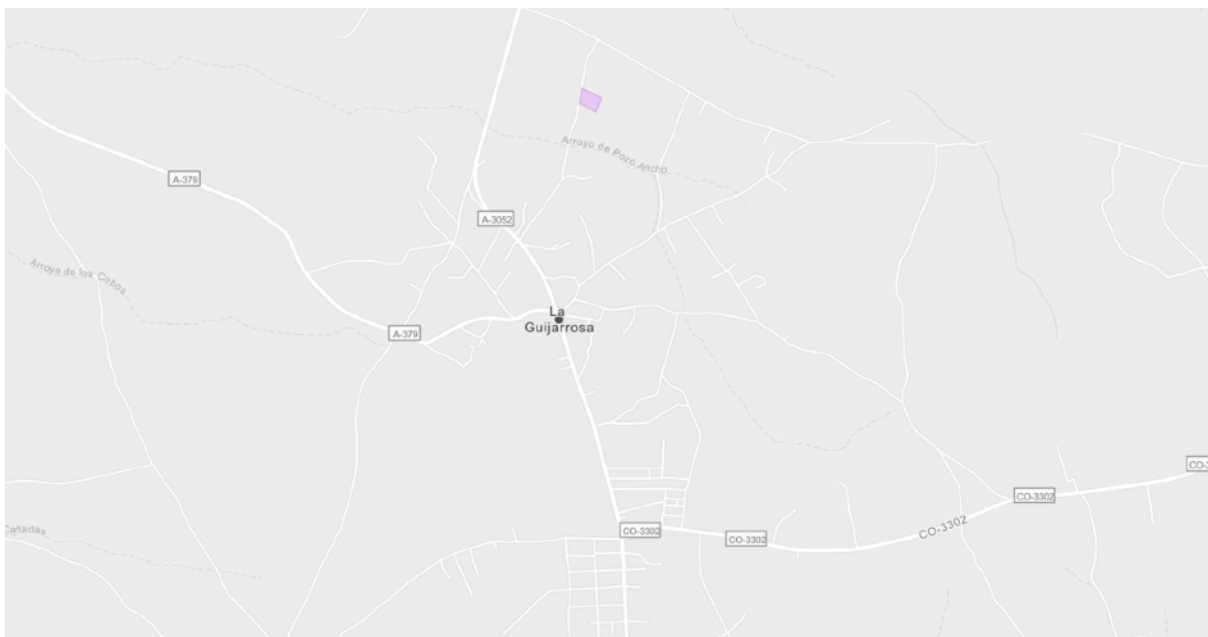 Arroyo de Pozo Ancho
A-379
A-3052
Arroyo de los Cobos
La
Guijarrosa
A-379
CO-3302
CO-3302
CO-3302
CO-3302
Cañadas